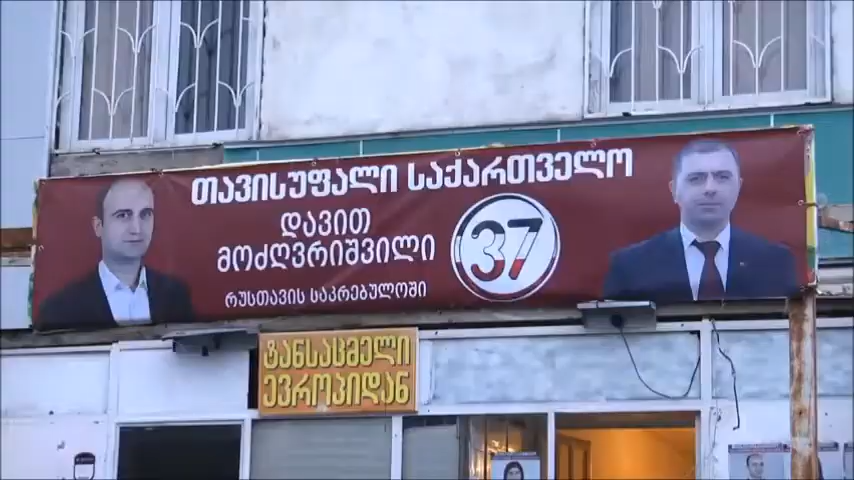 თავისუფალი საქართველო
დავით
მოძღვრიშვილი
რუსთავის საკრებულოში
37
ტანსაცმელი
ევროპიდან